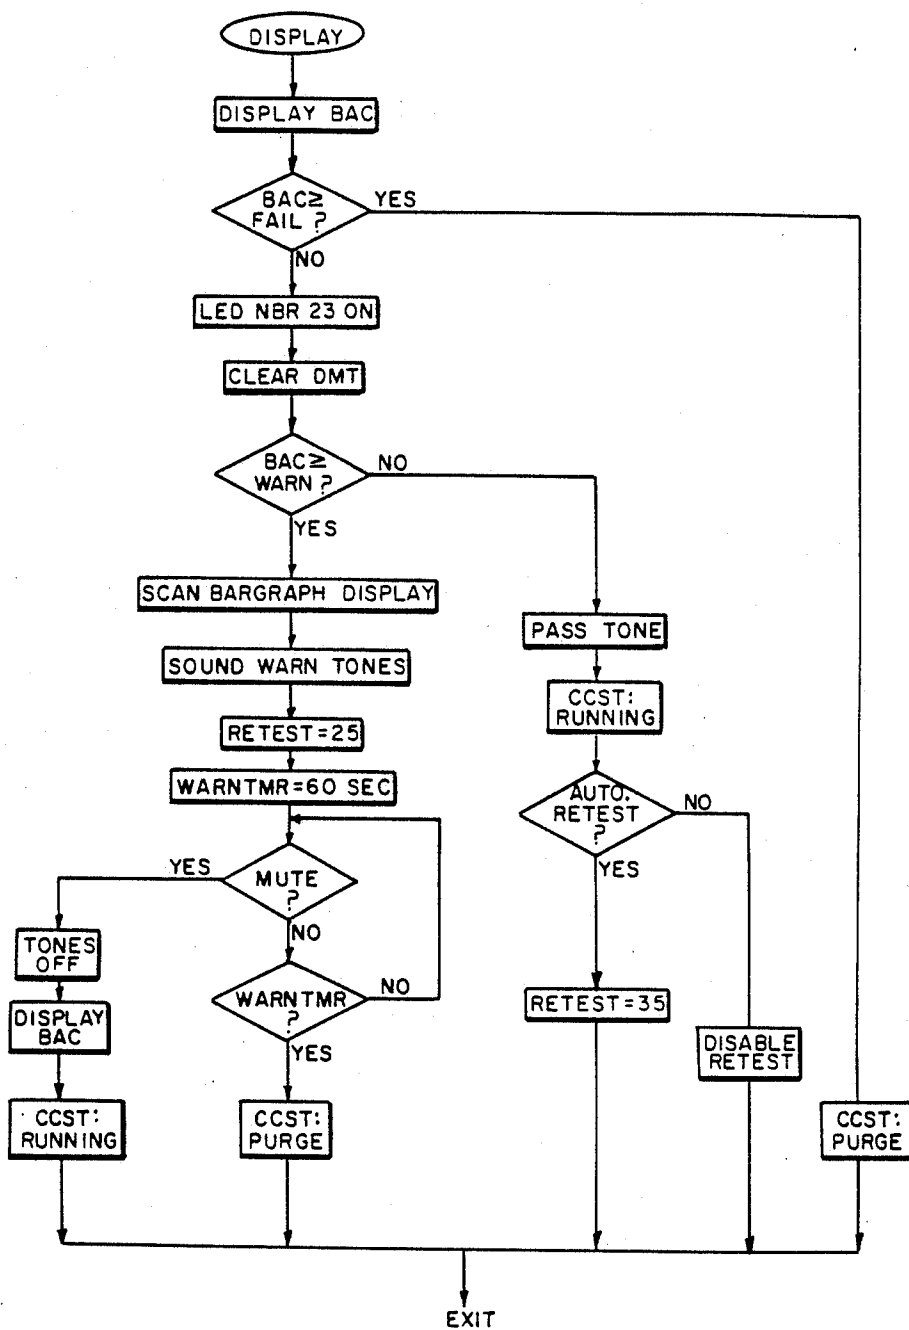 DISPLAY
DISPLAY BAC
BAC≥
FAIL ?
YES
NO
LED NBR 23 ON
CLEAR DMT
BAC≥
WARN ?
NO
YES
SCAN BARGRAPH DISPLAY
SOUND WARN TONES
RETEST=25
WARNTMR=60 SEC
MUTE
?
YES
NO
TONES
OFF
DISPLAY
BAC
CCST:
RUNNING
WARNTMR
?
NO
YES
CCST:
PURGE
PASS TONE
CCST:
RUNNING
AUTO.
RETEST
?
NO
YES
RETEST=35
DISABLE
RETEST
CCST:
PURGE
EXIT